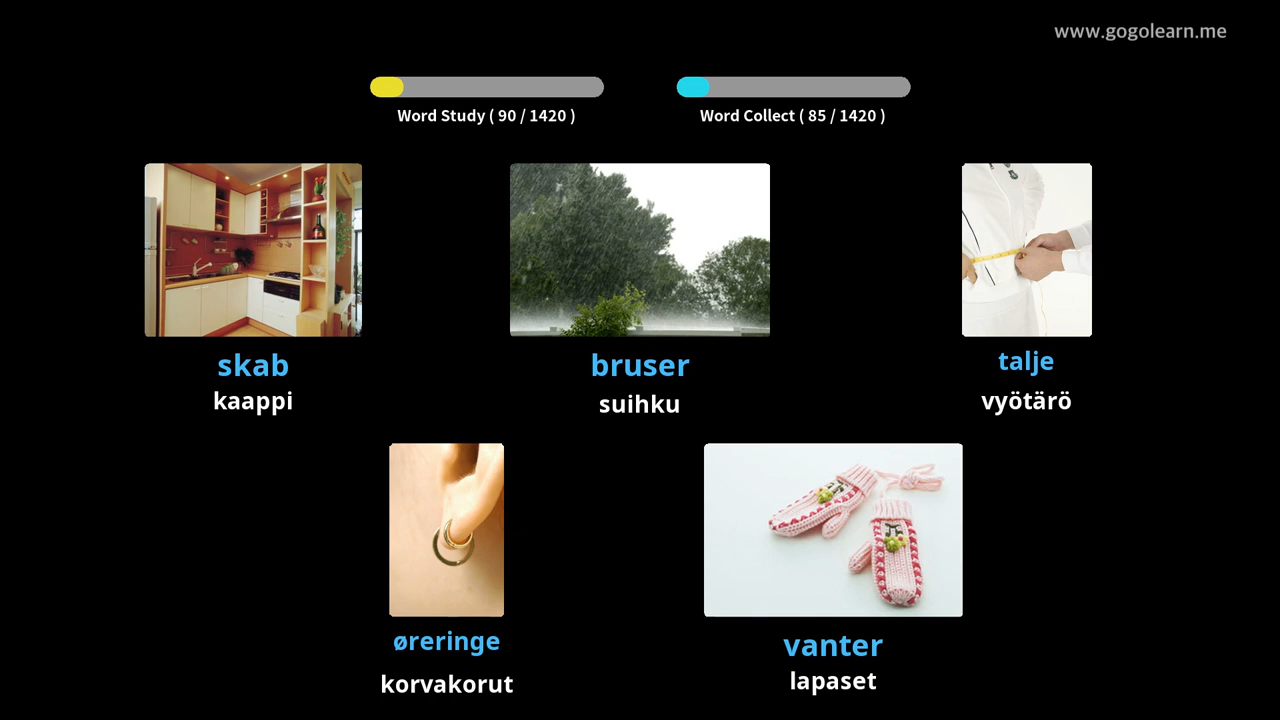 www.gogolearn.me
Word Study ( 90 / 1420 )
Word Collect ( 85 / 1420 )
skab
kaappi
bruser
suihku
talje
vyötärö
øreringe
korvakorut
vanter
lapaset